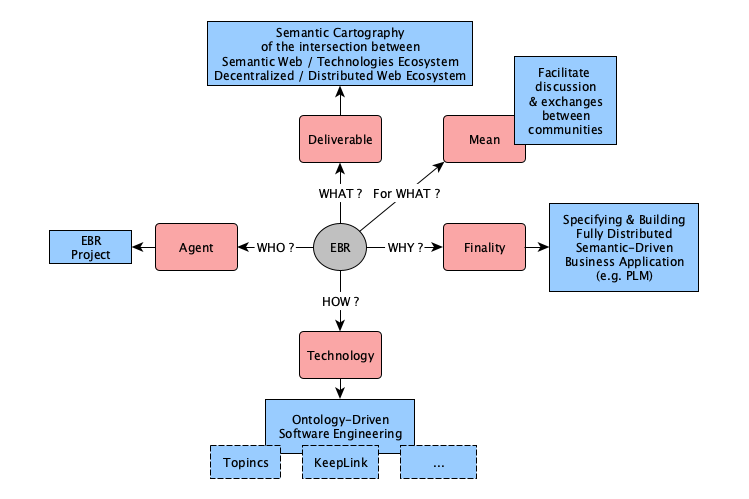 Semantic Cartography
of the intersection between
Semantic Web / Technologies Ecosystem
Decentralized / Distributed Web Ecosystem
Facilitate
discussion
& exchanges
between
communities
Deliverable
Mean
WHAT ?
For WHAT ?
EBR
Project
Agent
WHO ?
EBR
WHY ?
Finality
Specifying & Building
Fully Distributed
Semantic-Driven
Business Application
(e.g. PLM)
HOW ?
Technology
Ontology-Driven
Software Engineering
Topincs
KeepLink
...